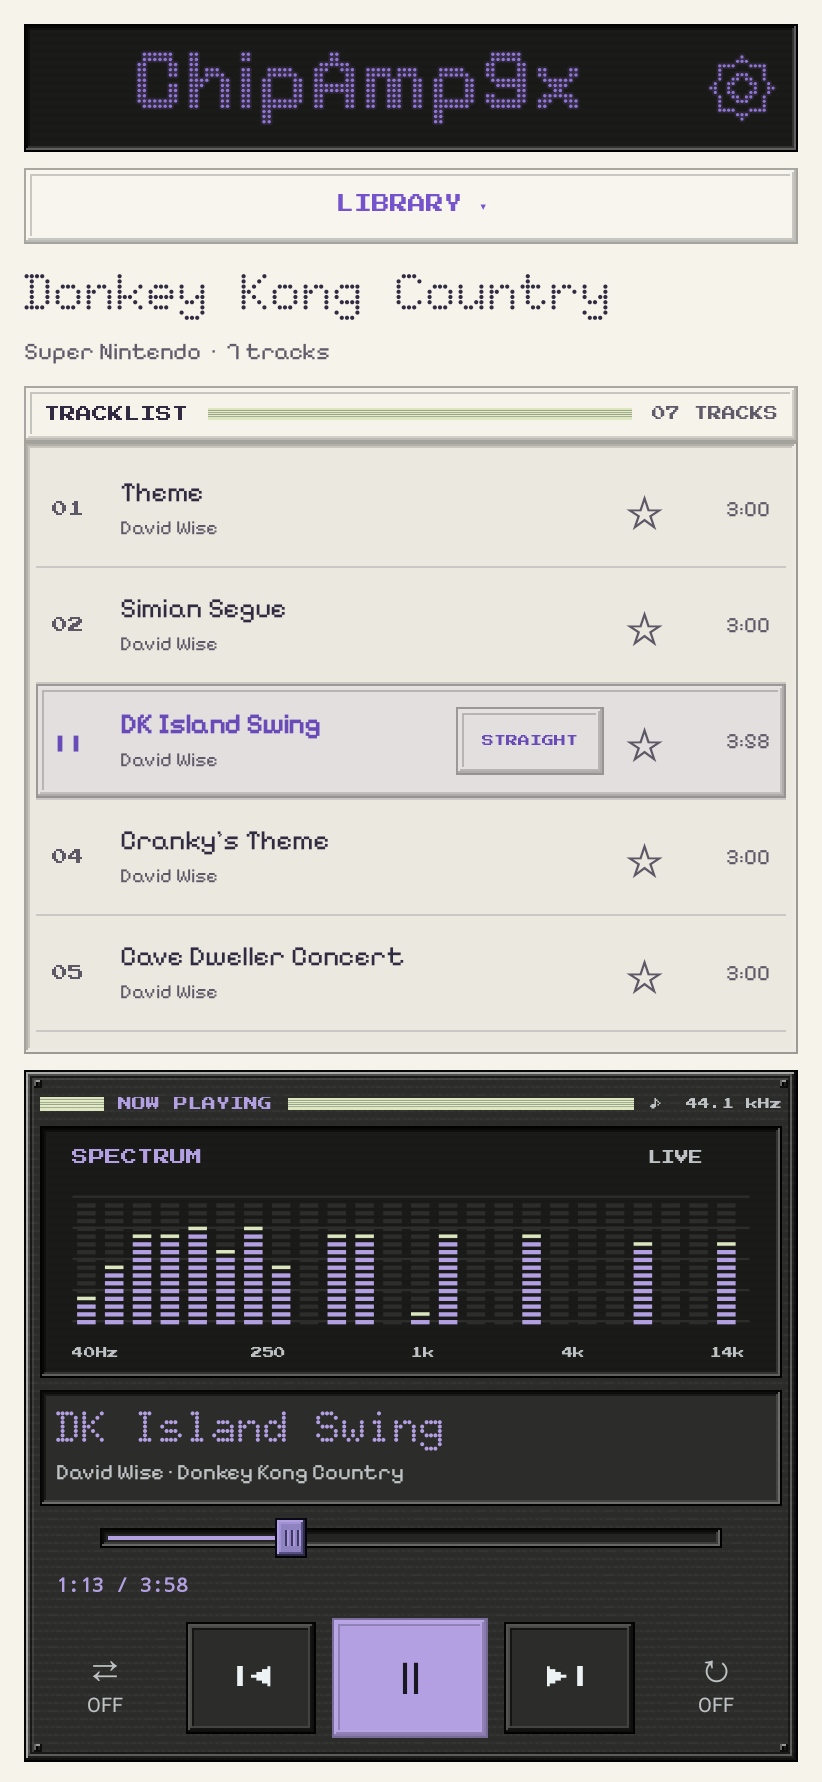 ChipAmp9x
LIBRARY ▾
Donkey Kong Country
Super Nintendo · 7 tracks
TRACKLIST 07 TRACKS
01 Theme 3:00
David Wise
02 Simian Segue 3:00
David Wise
DK Island Swing STRAIGHT 3:58
David Wise
04 Cranky's Theme 3:00
David Wise
05 Cave Dweller Concert 3:00
David Wise
NOW PLAYING ♪ 44.1 kHz
SPECTRUM LIVE
40Hz 250 1k 4k 14k
DK Island Swing
David Wise · Donkey Kong Country
1:13 / 3:58
OFF OFF